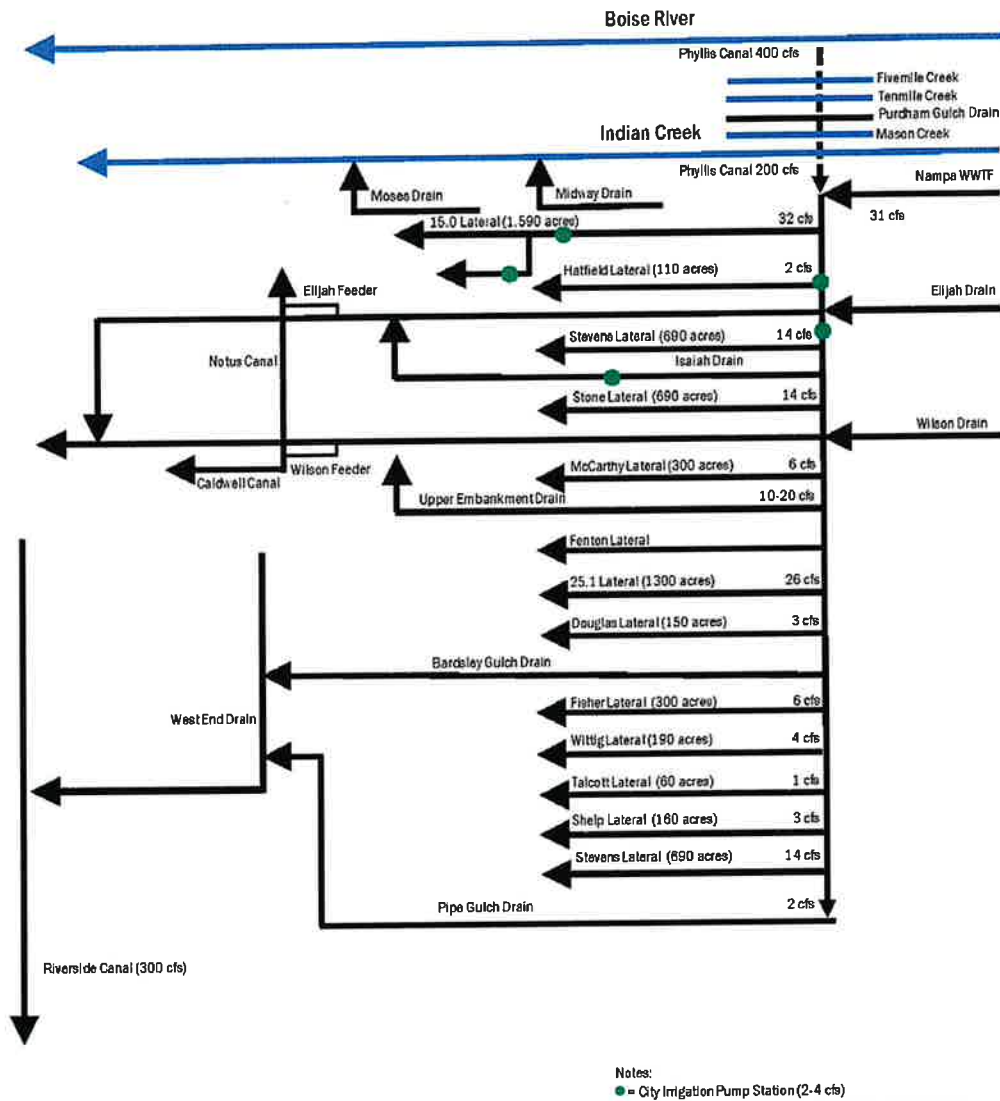 Boise River
Phyllis Canal 400 cfs
Fivemile Creek
Tenmile Creek
Purdham Gulch Drain
Indian Creek
Mason Creek
Phyllis Canal 200 cfs
Nampa WWTF
Moses Drain
Midway Drain
31 cfs
15.0 Lateral (1.590 acres)
32 cfs
Hatfield Lateral (110 acres)
2 cfs
Elijah Feeder
Elijah Drain
Stevens Lateral (690 acres)
14 cfs
Notus Canal
Isaiah Drain
Stone Lateral (690 acres)
14 cfs
Wilson Drain
Caldwell Canal
Wilson Feeder
McCarthy Lateral (300 acres)
6 cfs
Upper Embankment Drain
10-20 cfs
Fenton Lateral
25.1 Lateral (1300 acres)
26 cfs
Douglas Lateral (150 acres)
3 cfs
Bardsley Gulch Drain
Fisher Lateral (300 acres)
6 cfs
West End Drain
Wittig Lateral (190 acres)
4 cfs
Talcott Lateral (60 acres)
1 cfs
Shelp Lateral (160 acres)
3 cfs
Stevens Lateral (690 acres)
14 cfs
Pipe Gulch Drain
2 cfs
Riverside Canal (300 cfs)
Notes:
= City Irrigation Pump Station (2-4 cfs)